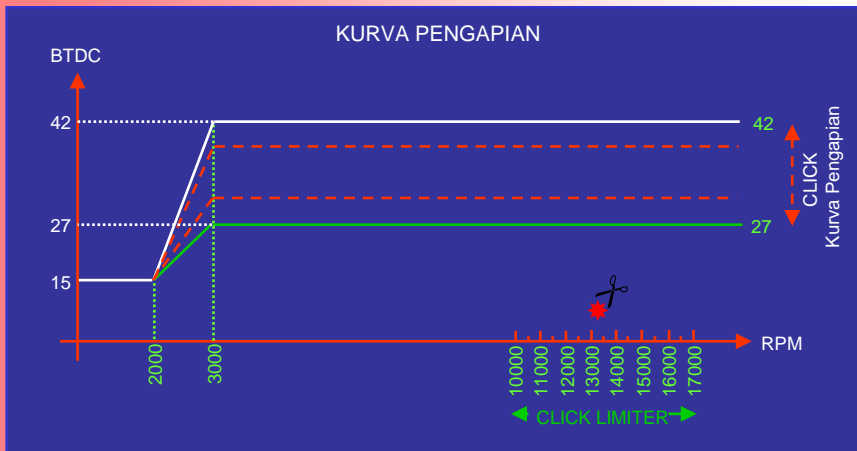 KURVA PENGAPIAN
BTDC
42
27
15
42
27
CLICK
Kurva Pengapian
RPM
2000
3000
10000
11000
12000
13000
14000
15000
16000
17000
CLICK LIMITER